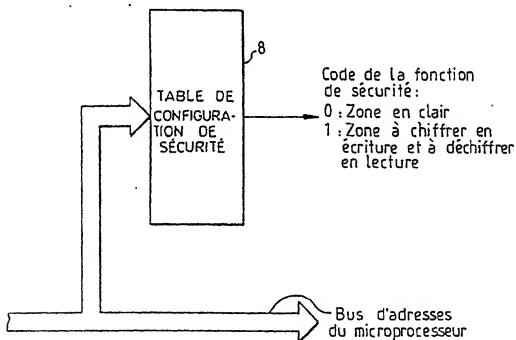 8
TABLE DE
CONFIGURA-
TION DE
SÉCURITÉ
Code de la fonction
de sécurité:
0 : Zone en clair
1 : Zone à chiffrer en
écriture et à déchiffrer
en lecture
Bus d'adresses
du microprocesseur